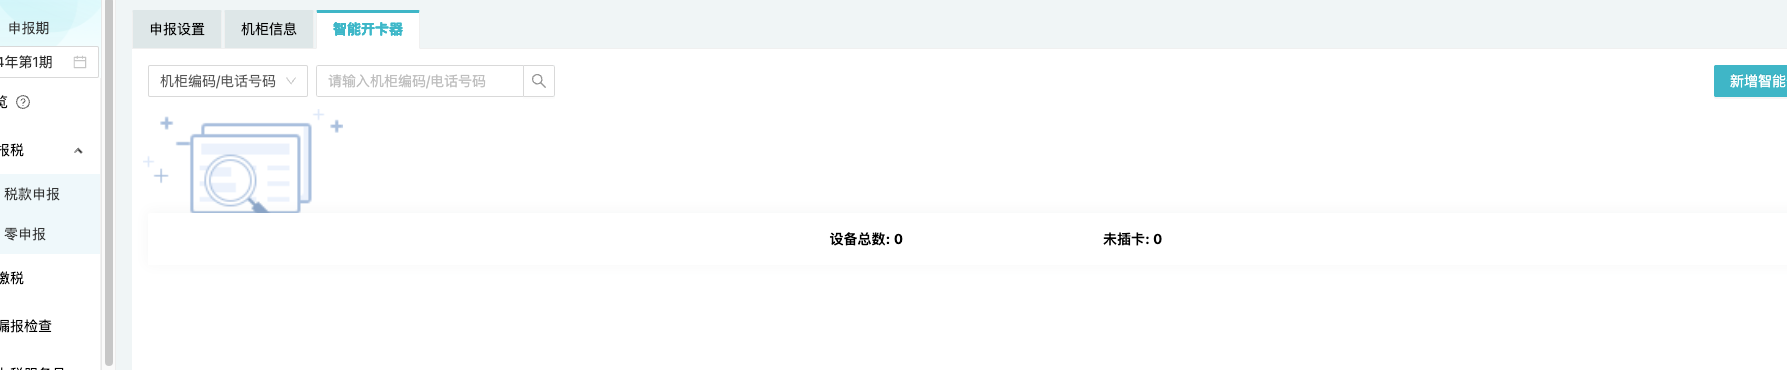 申报期
4年第1期
览
报税
税款申报
零申报
缴税
漏报检查
申报设置
机柜信息
智能开卡器
机柜编码/电话号码
请输入机柜编码/电话号码
新增智能
设备总数: 0
未插卡: 0